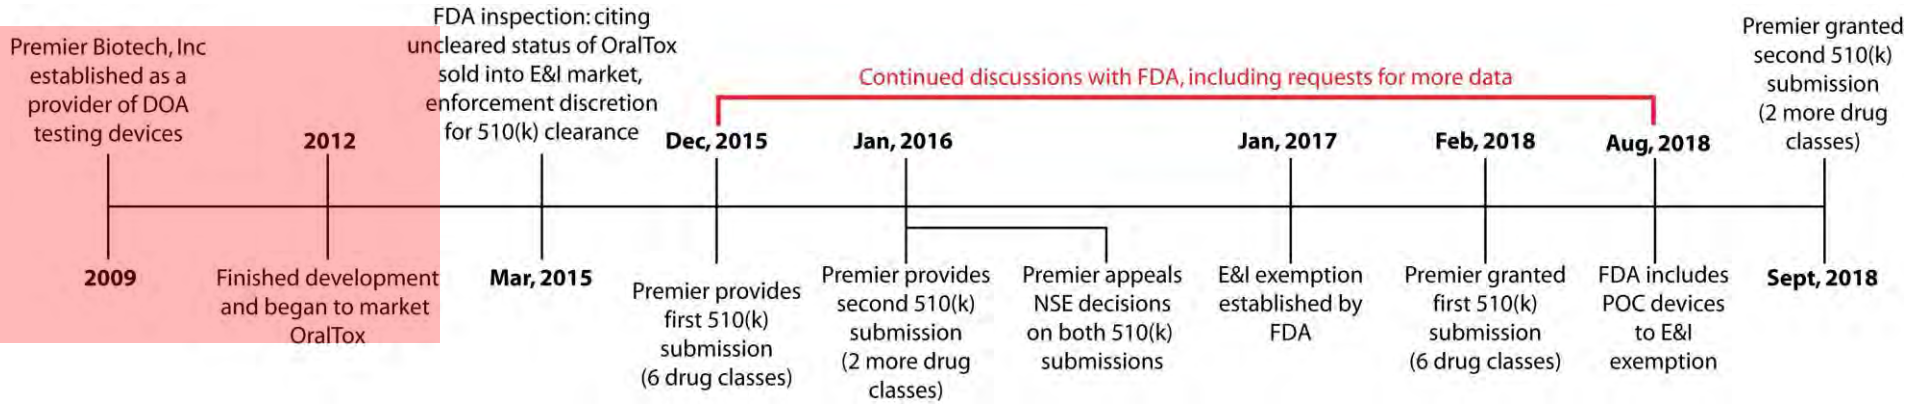 Premier Biotech, Inc
established as a
provider of DOA
testing devices
2009
2012
Finished development
and began to market
OralTox
FDA inspection: citing
uncleared status of OralTox
sold into E&I market,
enforcement discretion
for 510(k) clearance
Mar, 2015
Continued discussions with FDA, including requests for more data
Dec, 2015
Premier provides
first 510(k)
submission
(6 drug classes)
Jan, 2016
Premier provides
second 510(k)
submission
(2 more drug
classes)
Premier appeals
NSE decisions
on both 510(k)
submissions
Jan, 2017
E&I exemption
established by
FDA
Feb, 2018
Premier granted
first 510(k)
submission
(6 drug classes)
Aug, 2018
FDA includes
POC devices
to E&I
exemption
Premier granted
second 510(k)
submission
(2 more drug
classes)
Sept, 2018